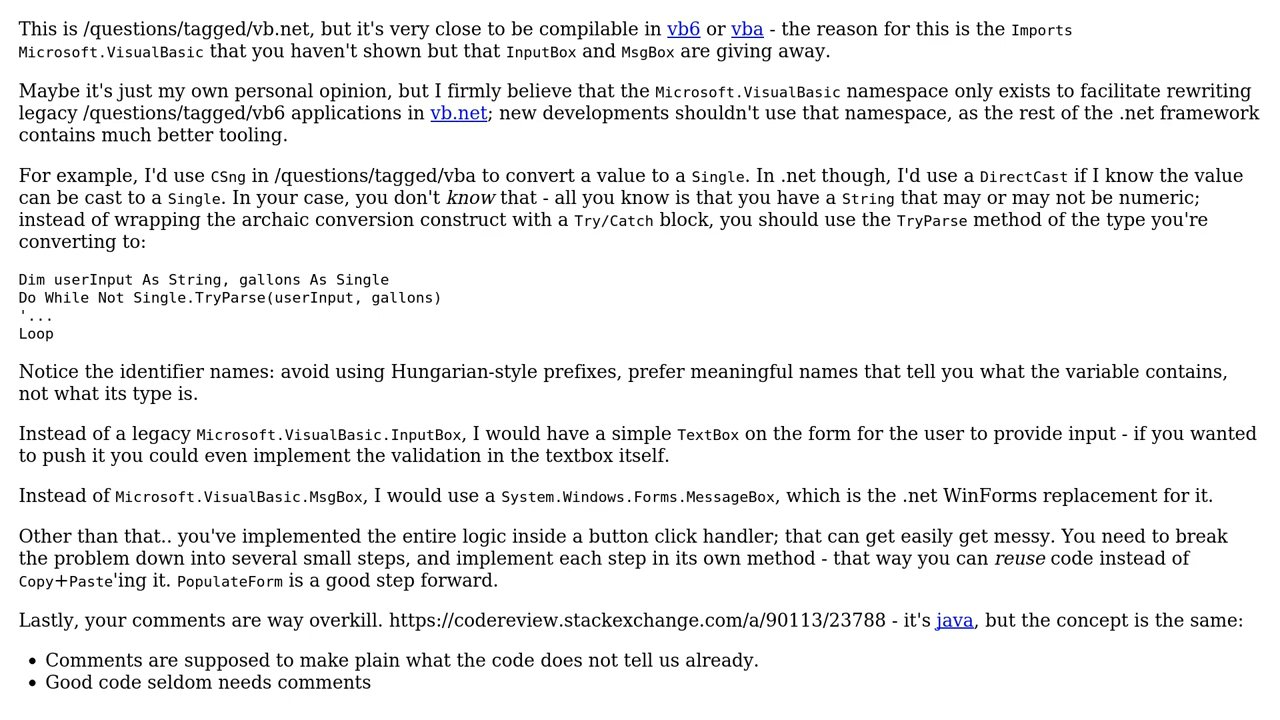 This is /questions/tagged/vb.net, but it's very close to be compilable in vb6 or vba - the reason for this is the Imports
Microsoft.VisualBasic that you haven't shown but that InputBox and MsgBox are giving away.
Maybe it's just my own personal opinion, but I firmly believe that the Microsoft.VisualBasic namespace only exists to facilitate rewriting
legacy /questions/tagged/vb6 applications in vb.net; new developments shouldn't use that namespace, as the rest of the .net framework
contains much better tooling.
For example, I'd use CSng in /questions/tagged/vba to convert a value to a Single. In .net though, I'd use a DirectCast if I know the value
can be cast to a Single. In your case, you don't know that - all you know is that you have a String that may or may not be numeric;
instead of wrapping the archaic conversion construct with a Try/Catch block, you should use the TryParse method of the type you're
converting to:
Dim userInput As String, gallons As Single
Do While Not Single.TryParse(userInput, gallons)
'...
Loop
Notice the identifier names: avoid using Hungarian-style prefixes, prefer meaningful names that tell you what the variable contains,
not what its type is.
Instead of a legacy Microsoft.VisualBasic.InputBox, I would have a simple TextBox on the form for the user to provide input - if you wanted
to push it you could even implement the validation in the textbox itself.
Instead of Microsoft.VisualBasic.MsgBox, I would use a System.Windows.Forms.MessageBox, which is the .net WinForms replacement for it.
Other than that.. you've implemented the entire logic inside a button click handler; that can get easily get messy. You need to break
the problem down into several small steps, and implement each step in its own method - that way you can reuse code instead of
Copy+Paste'ing it. PopulateForm is a good step forward.
Lastly, your comments are way overkill. https://codereview.stackexchange.com/a/90113/23788 - it's java, but the concept is the same:
• Comments are supposed to make plain what the code does not tell us already.
• Good code seldom needs comments